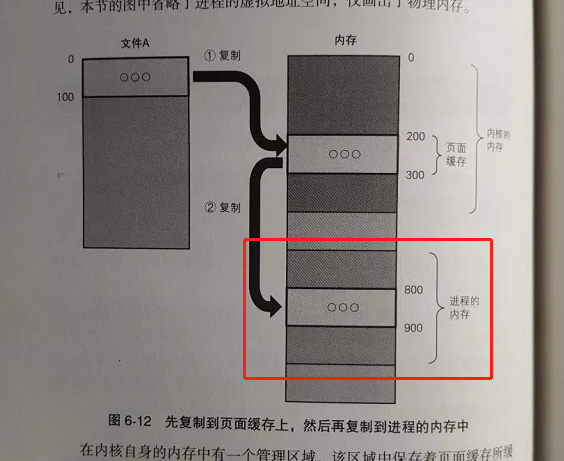 见，本节的图中省略了进程的虚拟地址空间，仅画出了物理内存。
文件A
① 复制
内存
0
○○○
100
0
200
○○○
300
页面
缓存
内核的
内存
② 复制
800
○○○
900
进程的
内存
图 6-12 先复制到页面缓存上，然后再复制到进程的内存中
在内核自身的内存中有一个管理区域，该区域中保存着页面缓存所缓